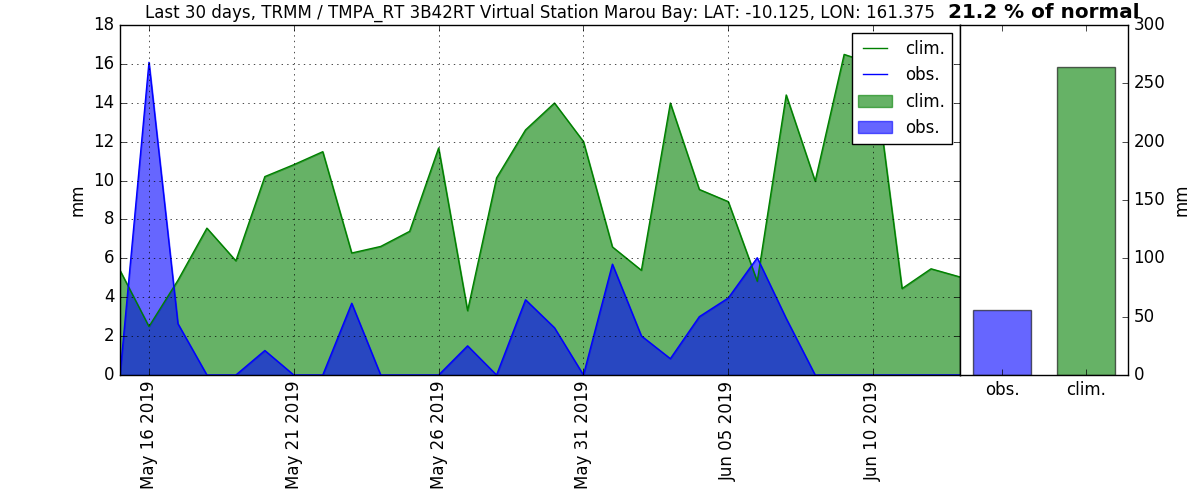 Last 30 days, TRMM / TMPA_RT 3B42RT Virtual Station Marou Bay: LAT: -10.125, LON: 161.375
21.2 % of normal
18
16
14
12
10
8
6
4
2
0
mm
clim.
obs.
clim.
obs.
May 16 2019
May 21 2019
May 26 2019
May 31 2019
Jun 05 2019
Jun 10 2019
300
250
200
150
100
50
0
mm
obs.
clim.